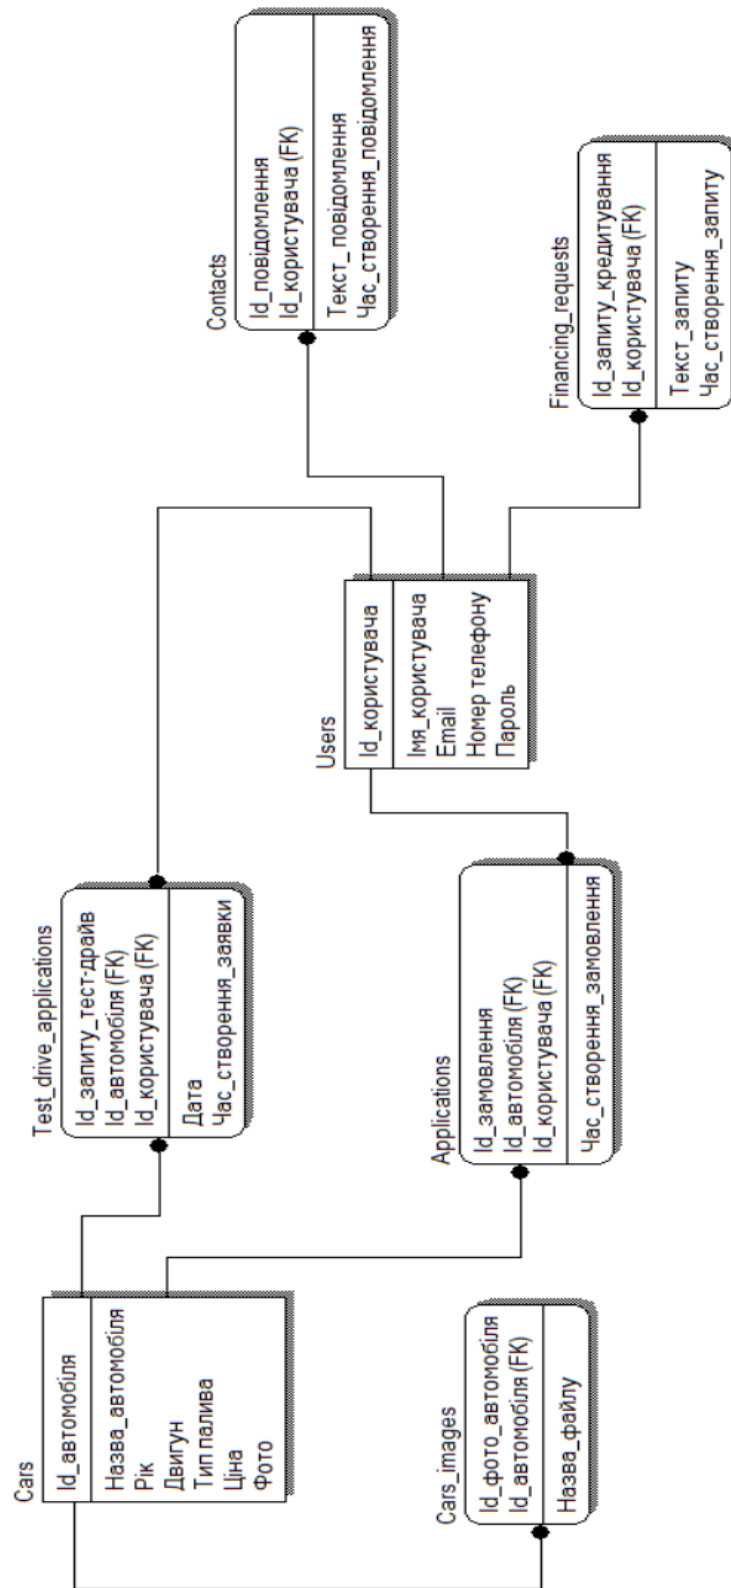 Cars
Id_автомобіля
Назва_автомобіля
Рік
Двигун
Тип палива
Ціна
Фото
Test_drive_applications
Id_запиту_тест-драйв
Id_автомобіля (FK)
Id_користувача (FK)
Дата
Час_створення_заявки
Contacts
Id_повідомлення
Id_користувача (FK)
Текст_повідомлення
Час_створення_повідомлення
Users
Id_користувача
Імя_користувача
Email
Номер телефону
Пароль
Cars_images
Id_фото_автомобіля
Id_автомобіля (FK)
Назва_файлу
Applications
Id_замовлення
Id_автомобіля (FK)
Id_користувача (FK)
Час_створення_замовлення
Financing_requests
Id_запиту_кредитування
Id_користувача (FK)
Текст_запиту
Час_створення_запиту